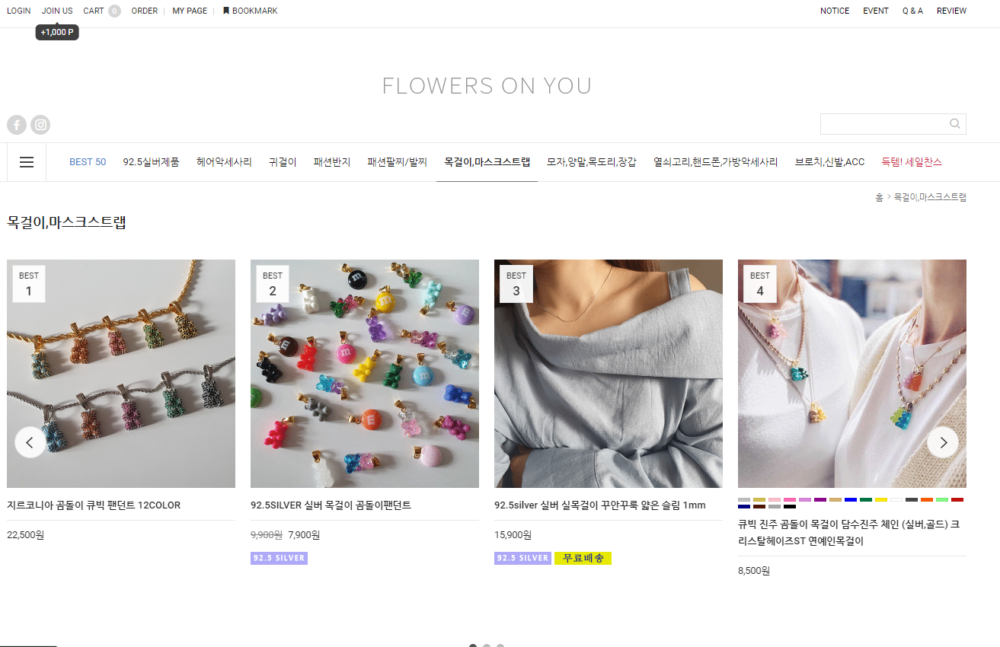 LOGIN JOIN US CART 0 ORDER MY PAGE BOOKMARK NOTICE EVENT Q & A REVIEW
+1,000 P
FLOWERS ON YOU
BEST 50 92.5실버제품 헤어악세사리 귀걸이 패션반지 패션팔찌/발찌 목걸이,마스크스트랩 모자,양말,목도리,장갑 열쇠고리,핸드폰,가방악세사리 브로치,신발,ACC 득템! 세일찬스
홈 > 목걸이,마스크스트랩
목걸이,마스크스트랩
BEST
1
BEST
2
BEST
3
BEST
4
지르코니아 곰돌이 큐빅 팬던트 12COLOR
22,500원
92.5SILVER 실버 목걸이 곰돌이팬던트
9,900원 7,900원
92.5 SILVER
92.5silver 실버 실목걸이 꾸안꾸룩 얇은 슬림 1mm
15,900원
92.5 SILVER 무료배송
큐빅 진주 곰돌이 목걸이 담수진주 체인 (실버,골드) 크
리스탈헤이즈ST 연예인목걸이
8,500원